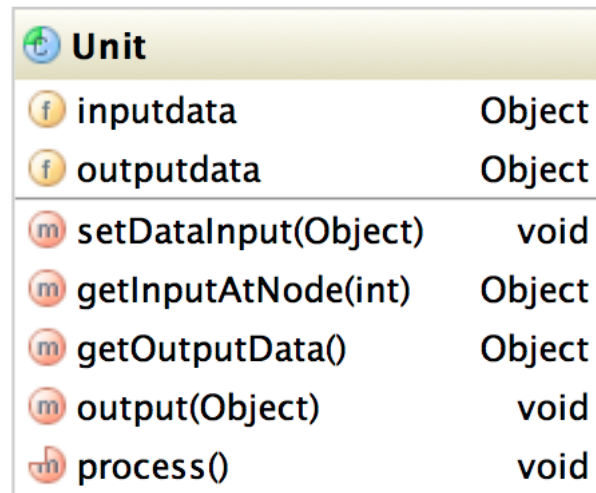 Unit
inputdata Object
outputdata Object
setDataInput(Object) void
getInputAtNode(int) Object
getOutputData() Object
output(Object) void
process() void